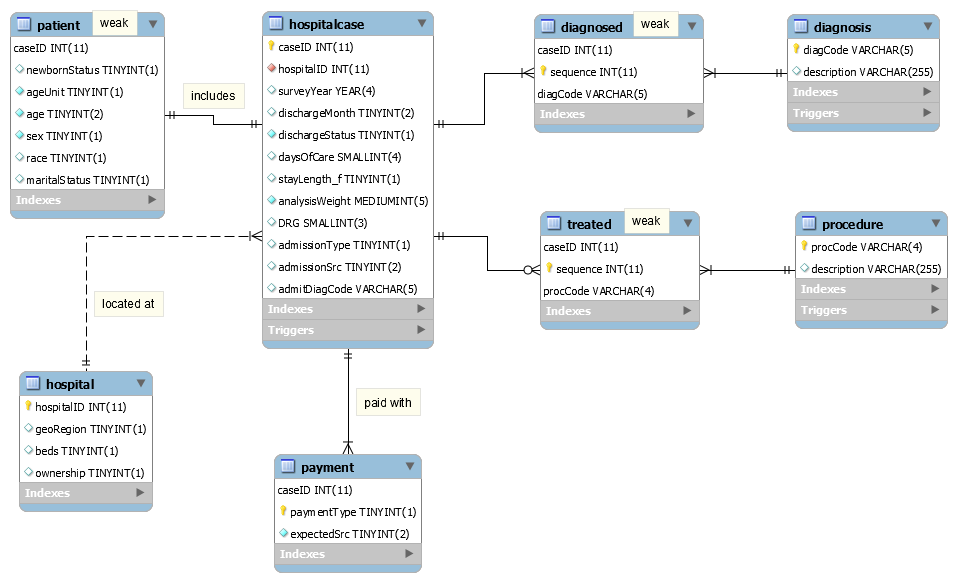 patient
weak
caseID INT(11)
newbornStatus TINYINT(1)
ageUnit TINYINT(1)
age TINYINT(2)
sex TINYINT(1)
race TINYINT(1)
maritalStatus TINYINT(1)
Indexes
includes
hospitalcase
caseID INT(11)
hospitalID INT(11)
surveyYear YEAR(4)
dischargeMonth TINYINT(2)
dischargeStatus TINYINT(1)
daysOfCare SMALLINT(4)
stayLength_f TINYINT(1)
analysisWeight MEDIUMINT(5)
DRG SMALLINT(3)
admissionType TINYINT(1)
admissionSrc TINYINT(2)
admitDiagCode VARCHAR(5)
Indexes
Triggers
diagnosed
weak
caseID INT(11)
sequence INT(11)
diagCode VARCHAR(5)
Indexes
diagnosis
diagCode VARCHAR(5)
description VARCHAR(255)
Indexes
Triggers
treated
weak
caseID INT(11)
sequence INT(11)
procCode VARCHAR(4)
Indexes
procedure
procCode VARCHAR(4)
description VARCHAR(255)
Indexes
Triggers
located at
hospital
hospitalID INT(11)
geoRegion TINYINT(1)
beds TINYINT(1)
ownership TINYINT(1)
Indexes
paid with
payment
caseID INT(11)
paymentType TINYINT(1)
expectedSrc TINYINT(2)
Indexes